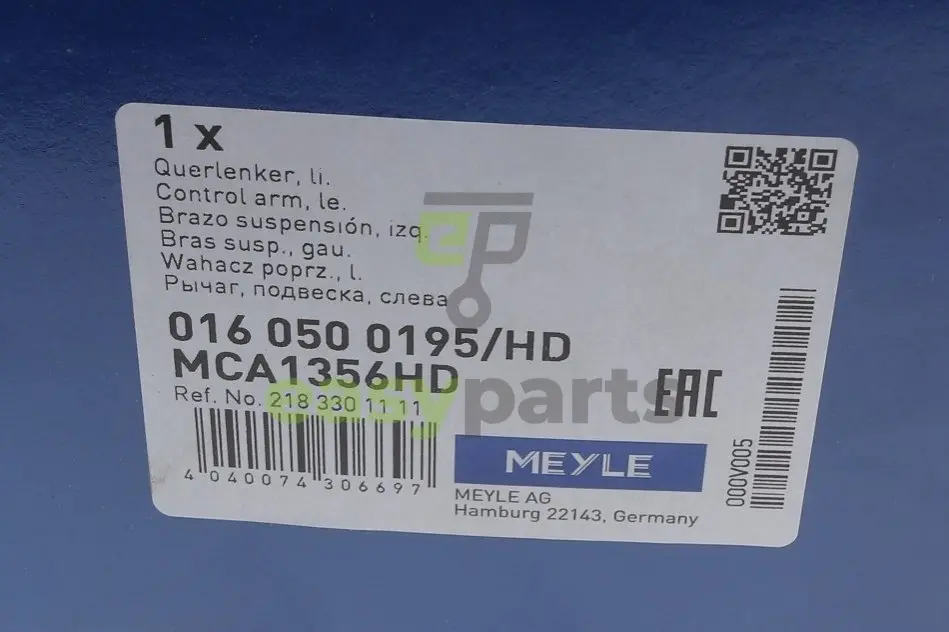 1 x
Querlenker, li.
Control arm, le.
Brazo suspensión, izq.
Bras susp., gau.
Wahacz poprz., l.
Рычаг, подвеска, слева
016 050 0195/HD
MCA1356HD
Ref. No. 218 330 11 11
4 040074 306697
EAC
MEYLE
MEYLE AG
Hamburg 22143, Germany
000V005
ep
easyparts